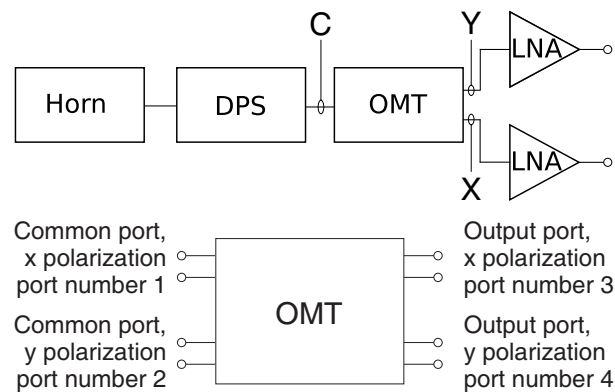 C
Y
LNA
Horn
DPS
OMT
X
LNA
Common port,
x polarization
port number 1
Output port,
x polarization
port number 3
OMT
Common port,
y polarization
port number 2
Output port,
y polarization
port number 4